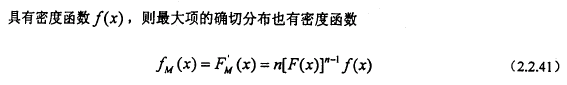 具有密度函数 f(x)，则最大项的确切分布也有密度函数
f_M(x) = F_M'(x) = n[F(x)]^{n-1} f(x) (2.2.41)